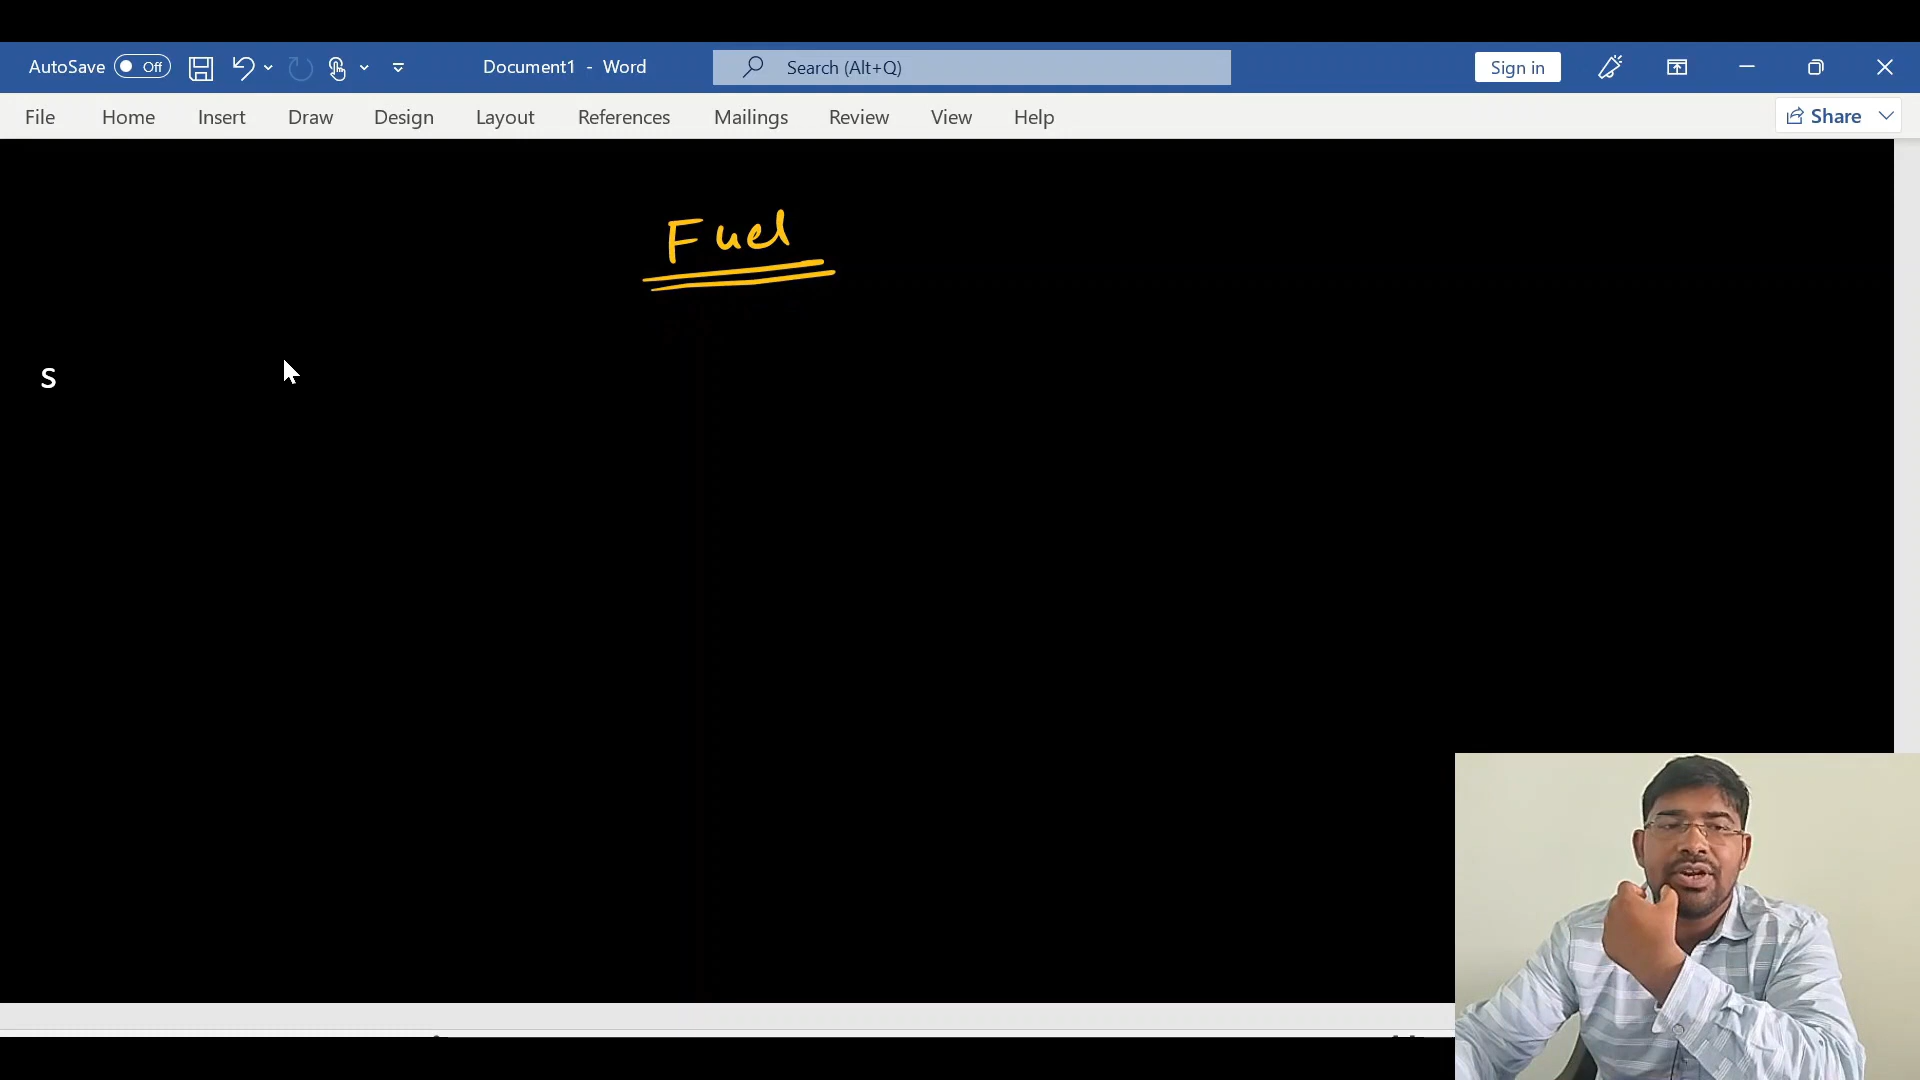 AutoSave Off Document1 - Word Search (Alt+Q) Sign in
File Home Insert Draw Design Layout References Mailings Review View Help Share
Fuel
S